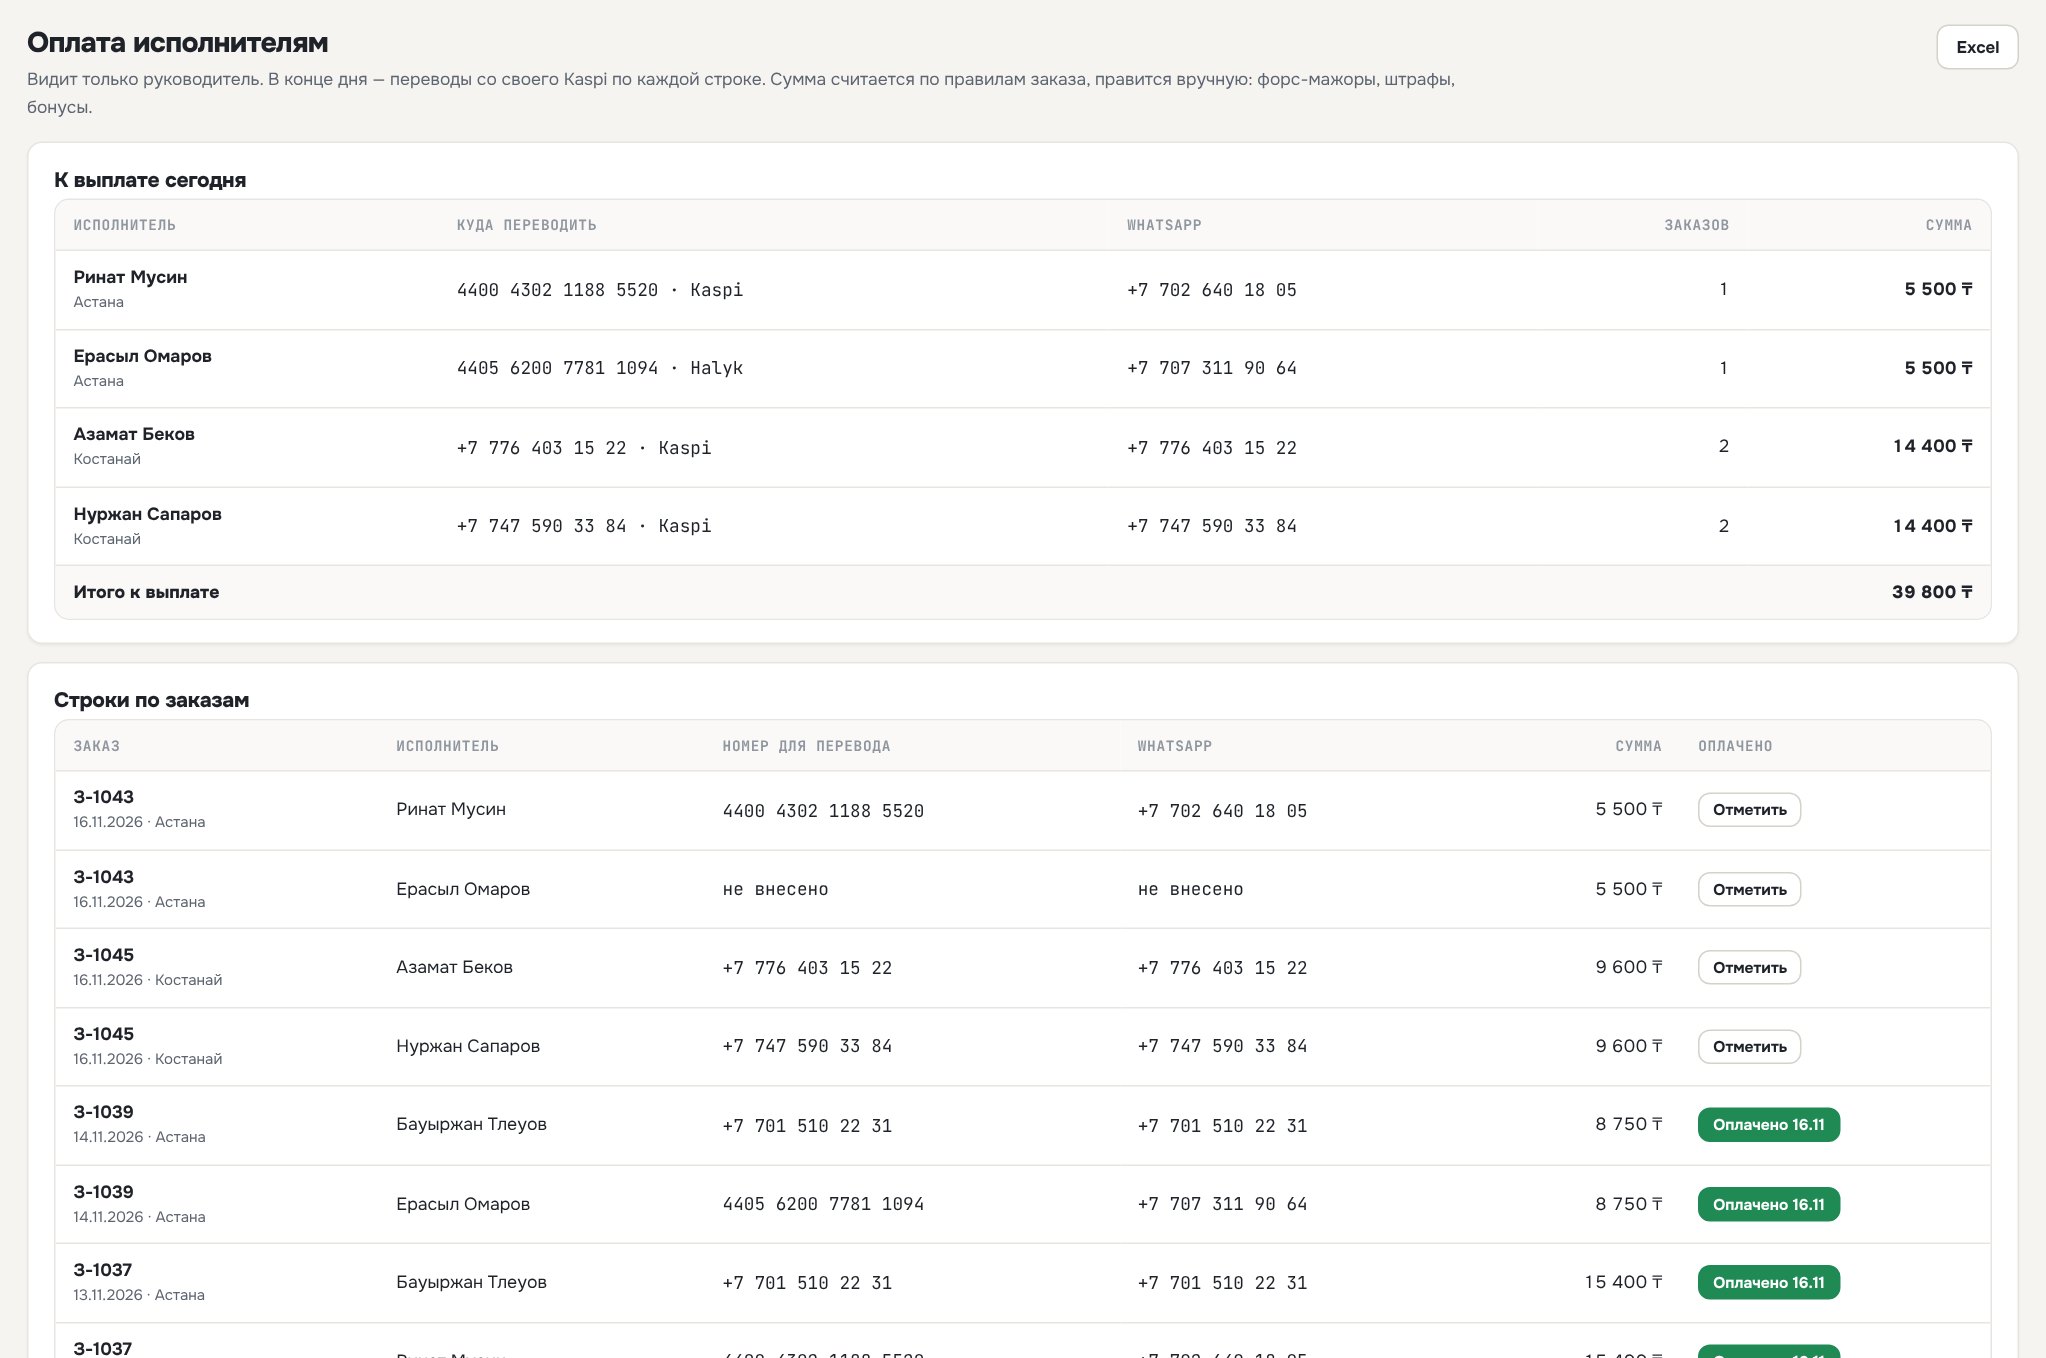 Оплата исполнителям
Excel
Видит только руководитель. В конце дня — переводы со своего Kaspi по каждой строке. Сумма считается по правилам заказа, правится вручную: форс-мажоры, штрафы,
бонусы.
К выплате сегодня
ИСПОЛНИТЕЛЬ КУДА ПЕРЕВОДИТЬ WHATSAPP ЗАКАЗОВ СУММА
Ринат Мусин
Астана
4400 4302 1188 5520 · Kaspi +7 702 640 18 05 1 5 500 ₸
Ерасыл Омаров
Астана
4405 6200 7781 1094 · Halyk +7 707 311 90 64 1 5 500 ₸
Азамат Беков
Костанай
+7 776 403 15 22 · Kaspi +7 776 403 15 22 2 14 400 ₸
Нуржан Сапаров
Костанай
+7 747 590 33 84 · Kaspi +7 747 590 33 84 2 14 400 ₸
Итого к выплате 39 800 ₸
Строки по заказам
ЗАКАЗ ИСПОЛНИТЕЛЬ НОМЕР ДЛЯ ПЕРЕВОДА WHATSAPP СУММА ОПЛАЧЕНО
З-1043
16.11.2026 · Астана
Ринат Мусин 4400 4302 1188 5520 +7 702 640 18 05 5 500 ₸ Отметить
З-1043
16.11.2026 · Астана
Ерасыл Омаров не внесено не внесено 5 500 ₸ Отметить
З-1045
16.11.2026 · Костанай
Азамат Беков +7 776 403 15 22 +7 776 403 15 22 9 600 ₸ Отметить
З-1045
16.11.2026 · Костанай
Нуржан Сапаров +7 747 590 33 84 +7 747 590 33 84 9 600 ₸ Отметить
З-1039
14.11.2026 · Астана
Бауыржан Тлеуов +7 701 510 22 31 +7 701 510 22 31 8 750 ₸ Оплачено 16.11
З-1039
14.11.2026 · Астана
Ерасыл Омаров 4405 6200 7781 1094 +7 707 311 90 64 8 750 ₸ Оплачено 16.11
З-1037
13.11.2026 · Астана
Бауыржан Тлеуов +7 701 510 22 31 +7 701 510 22 31 15 400 ₸ Оплачено 16.11
З-1037